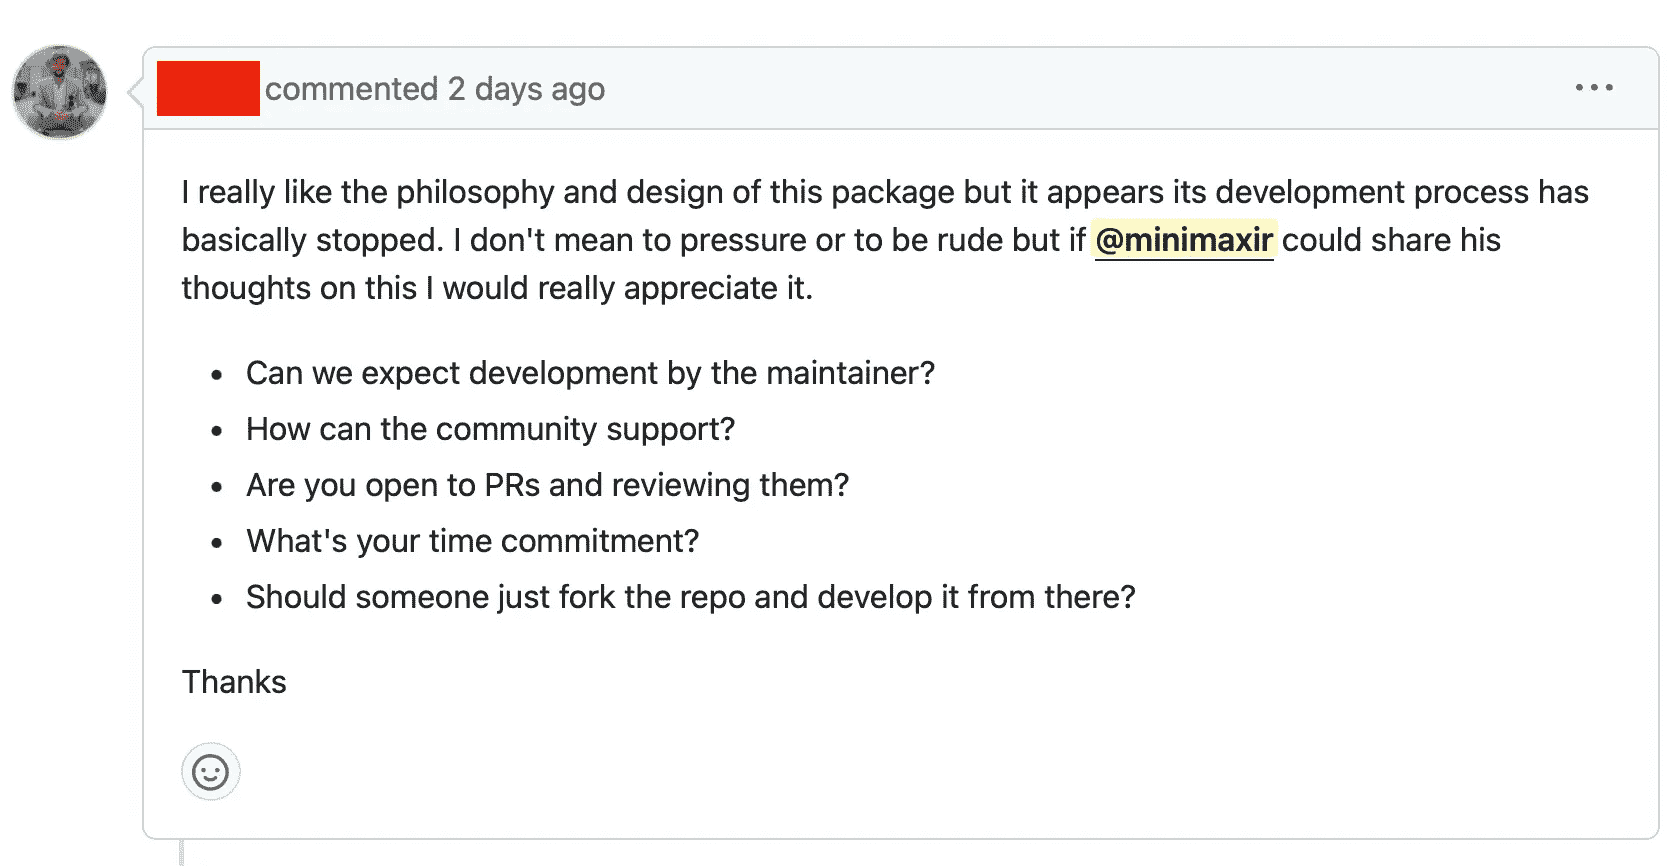 commented 2 days ago
I really like the philosophy and design of this package but it appears its development process has
basically stopped. I don't mean to pressure or to be rude but if @minimaxir could share his
thoughts on this I would really appreciate it.
• Can we expect development by the maintainer?
• How can the community support?
• Are you open to PRs and reviewing them?
• What's your time commitment?
• Should someone just fork the repo and develop it from there?
Thanks